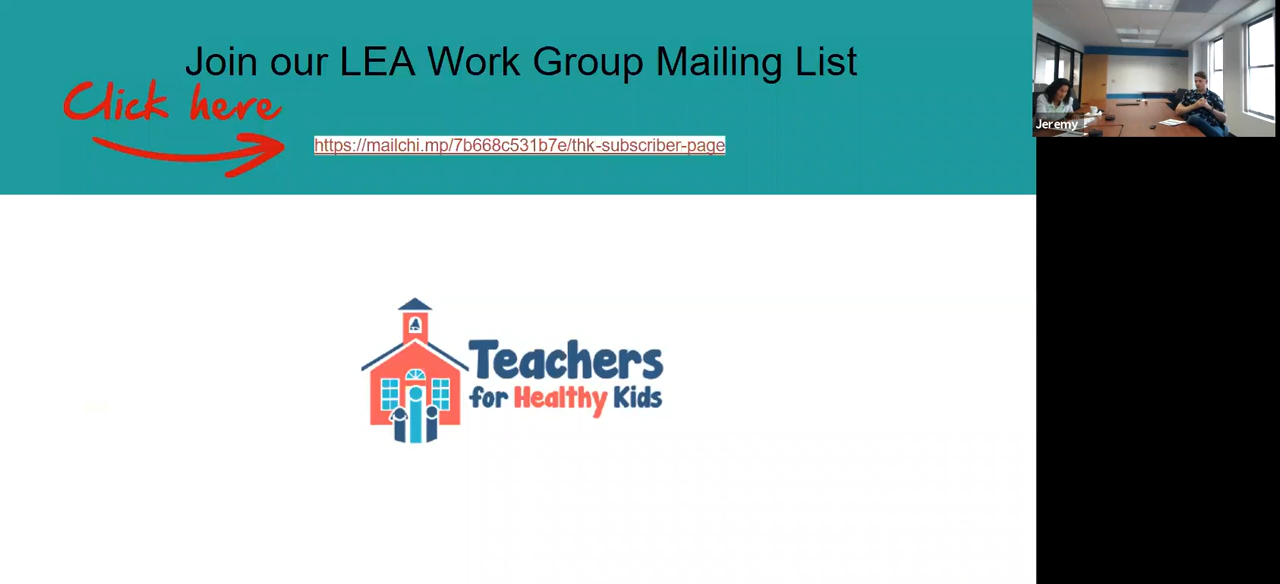 Join our LEA Work Group Mailing List
Click here
https://mailchi.mp/7b668c531b7e/thk-subscriber-page
Teachers
for Healthy Kids
Jeremy